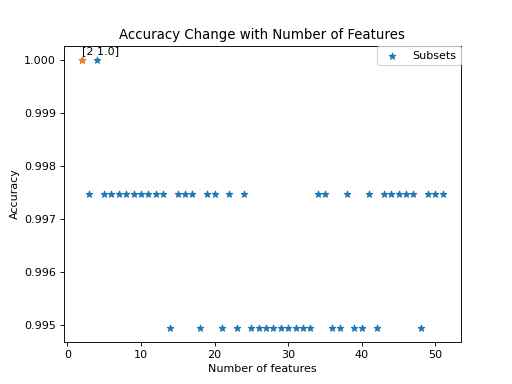 Accuracy Change with Number of Features
[2 1.0]
Subsets
1.000
0.999
0.998
0.997
0.996
0.995
Accuracy
0 10 20 30 40 50
Number of features